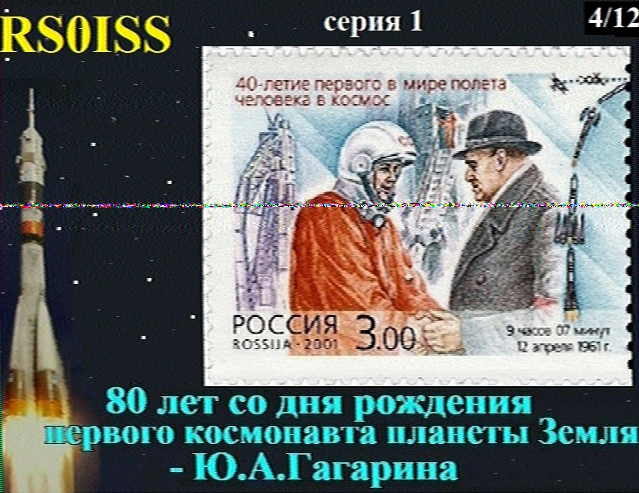 RS0ISS
серия 1
4/12
40-летие первого в мире полета
человека в космос
РОССИЯ 3.00
ROSSIJA · 2001
9 часов 07 минут
12 апреля 1961 г.
80 лет со дня рождения
первого космонавта планеты Земля
- Ю.А.Гагарина